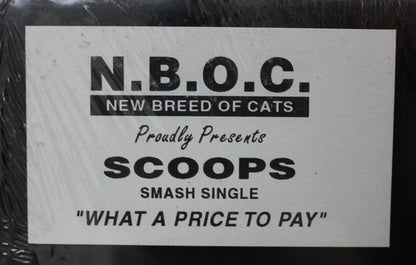 N.B.O.C.
NEW BREED OF CATS
Proudly Presents
SCOOPS
SMASH SINGLE
"WHAT A PRICE TO PAY"